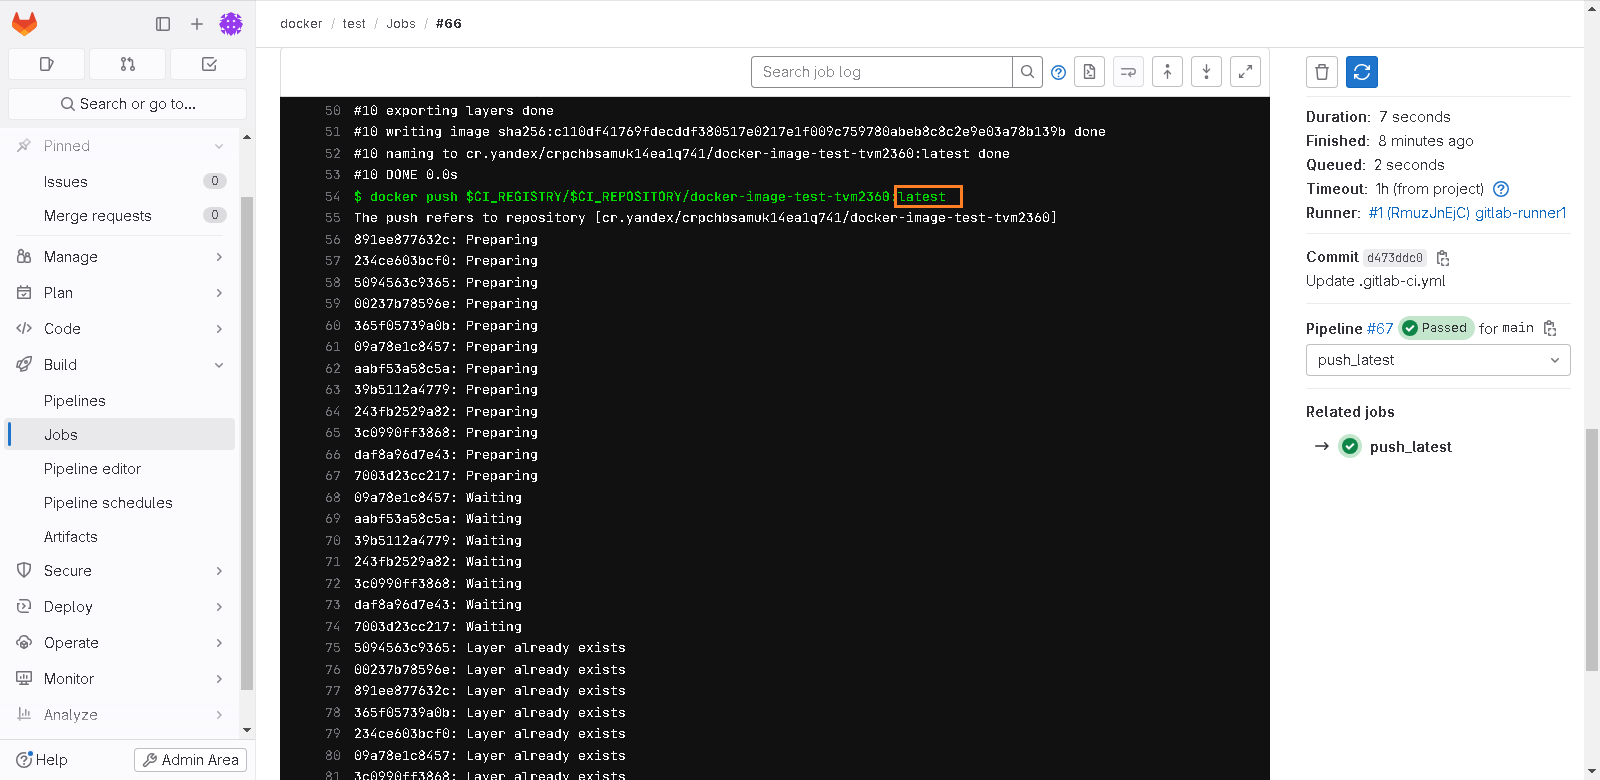 docker / test / Jobs / #66
Search or go to...
Pinned
Issues 0
Merge requests 0
Manage
Plan
Code
Build
Pipelines
Jobs
Pipeline editor
Pipeline schedules
Artifacts
Secure
Deploy
Operate
Monitor
Analyze
Help
Admin Area
Search job log
50 #10 exporting layers done
51 #10 writing image sha256:c110df41769fdecddf380517e0217e1f009c759780abeb8c8c2e9e03a78b139b done
52 #10 naming to cr.yandex/crpchbsamuk14ea1q741/docker-image-test-tvm2360:latest done
53 #10 DONE 0.0s
54 $ docker push $CI_REGISTRY/$CI_REPOSITORY/docker-image-test-tvm2360:latest
55 The push refers to repository [cr.yandex/crpchbsamuk14ea1q741/docker-image-test-tvm2360]
56 891ee877632c: Preparing
57 234ce603bcf0: Preparing
58 5094563c9365: Preparing
59 00237b78596e: Preparing
60 365f05739a0b: Preparing
61 09a78e1c8457: Preparing
62 aabf53a58c5a: Preparing
63 39b5112a4779: Preparing
64 243fb2529a82: Preparing
65 3c0990ff3868: Preparing
66 daf8a96d7e43: Preparing
67 7003d23cc217: Preparing
68 09a78e1c8457: Waiting
69 aabf53a58c5a: Waiting
70 39b5112a4779: Waiting
71 243fb2529a82: Waiting
72 3c0990ff3868: Waiting
73 daf8a96d7e43: Waiting
74 7003d23cc217: Waiting
75 5094563c9365: Layer already exists
76 00237b78596e: Layer already exists
77 891ee877632c: Layer already exists
78 365f05739a0b: Layer already exists
79 234ce603bcf0: Layer already exists
80 09a78e1c8457: Layer already exists
81 3c0990ff3868: Layer already exists
Duration: 7 seconds
Finished: 8 minutes ago
Queued: 2 seconds
Timeout: 1h (from project)
Runner: #1 (RmuzJnEjC) gitlab-runner1
Commit d473ddc0
Update .gitlab-ci.yml
Pipeline #67 Passed for main
push_latest
Related jobs
→ push_latest